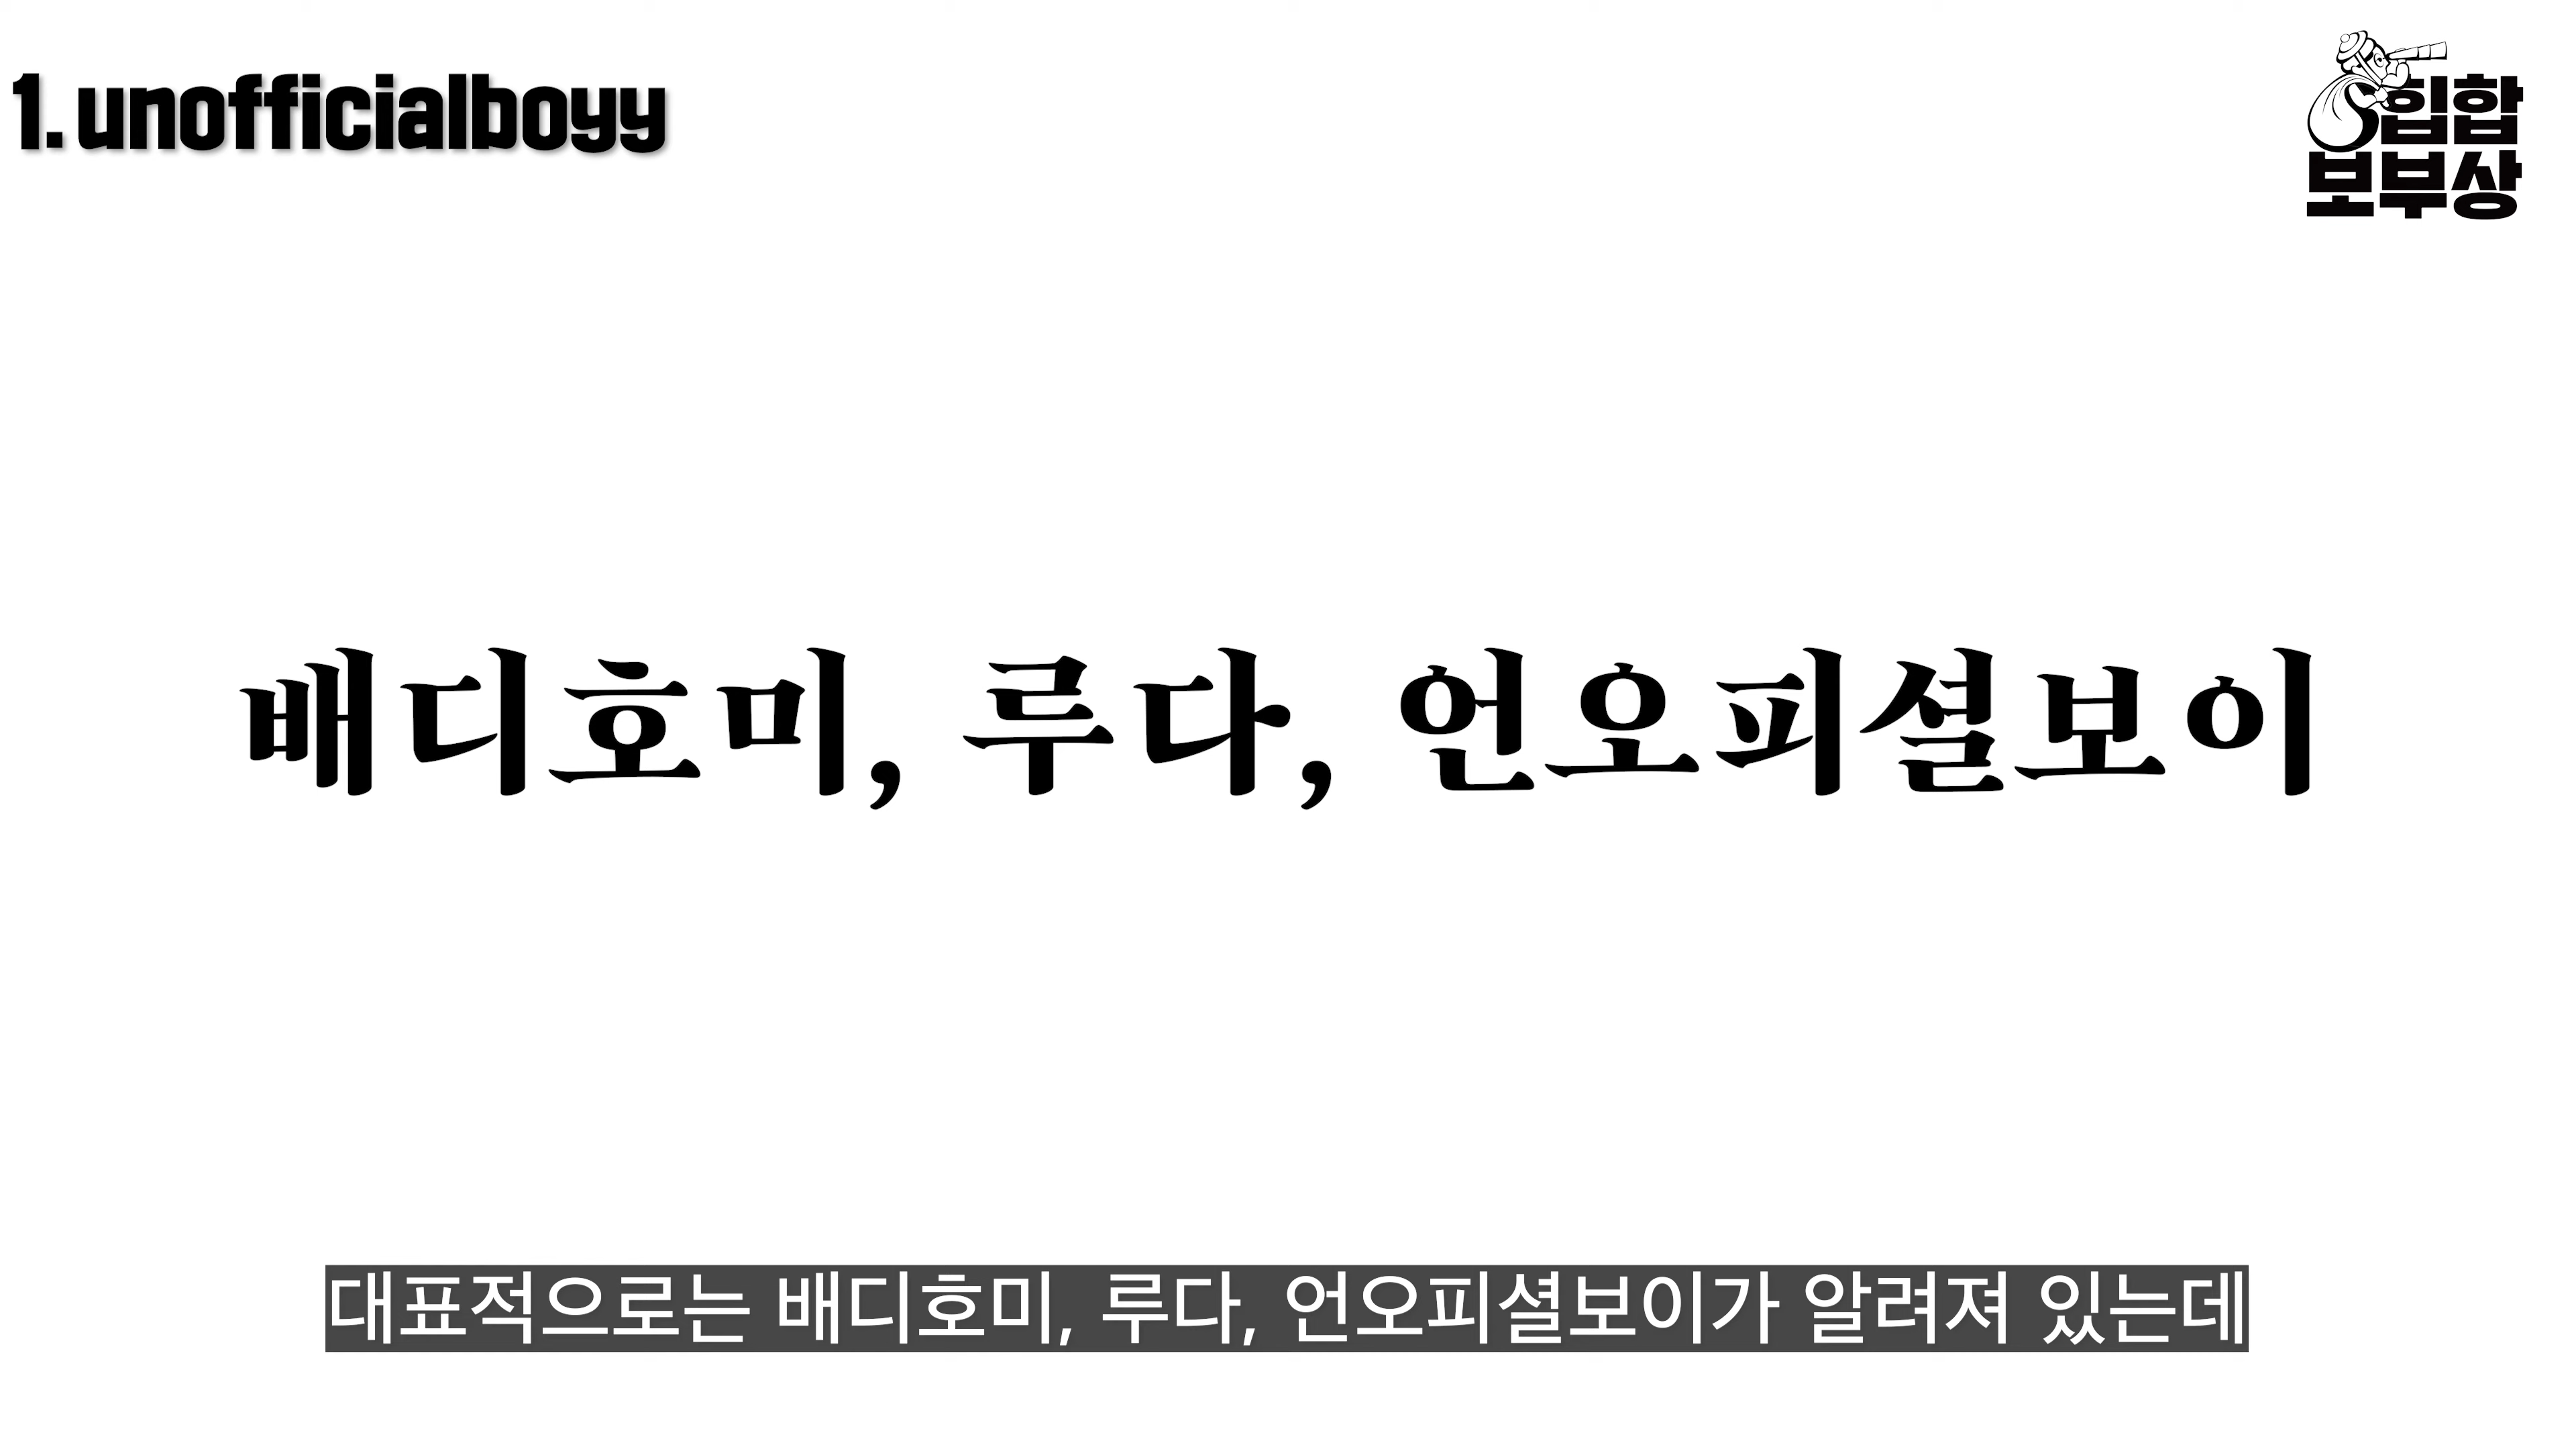 1. unofficialboyy
힙합
보부상
배디호미, 루다, 언오피셜보이
대표적으로는 배디호미, 루다, 언오피셜보이가 알려져 있는데